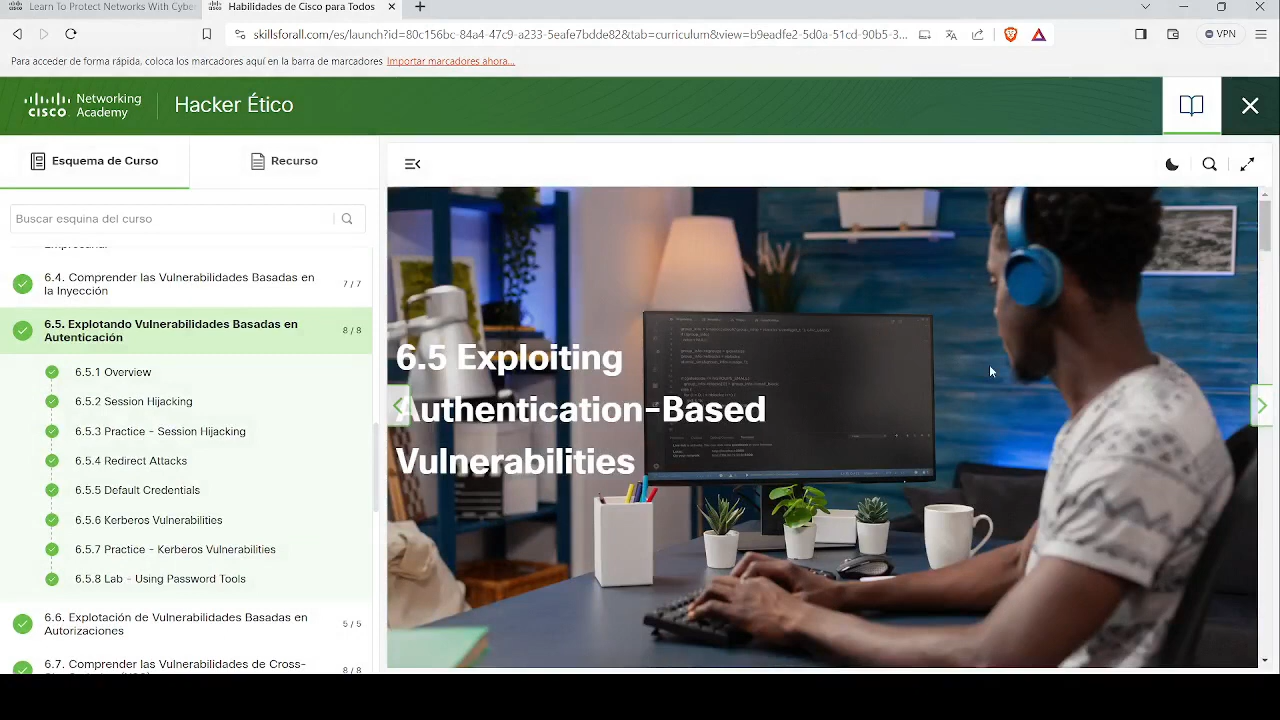 Learn To Protect Networks With Cybe
Habilidades de Cisco para Todos
skillsforall.com/es/launch?id=80c156bc-84a4-47c9-a233-5eafe7bdde82&tab=curriculum&view=b9eadfe2-5d0a-51cd-90b5-3...
VPN
Para acceder de forma rápida, coloca los marcadores aquí en la barra de marcadores Importar marcadores ahora...
cisco Networking Academy
Hacker Ético
Esquema de Curso
Recurso
Buscar esquina del curso
Empresarial
6.4. Comprender las Vulnerabilidades Basadas en
la Inyección
7 / 7
6.5. Explotando Vulnerabilidades Basadas en
Autenticación
8 / 8
6.5.1 Overview
6.5.2 Session Hijacking
6.5.3 Practice - Session Hijacking
6.5.4 Redirect Attacks
6.5.5 Default Credentials
6.5.6 Kerberos Vulnerabilities
6.5.7 Practice - Kerberos Vulnerabilities
6.5.8 Lab - Using Password Tools
6.6. Explotación de Vulnerabilidades Basadas en
Autorizaciones
5 / 5
6.7. Comprender las Vulnerabilidades de Cross-
8 / 8
6.5 Exploiting
Authentication-Based
Vulnerabilities